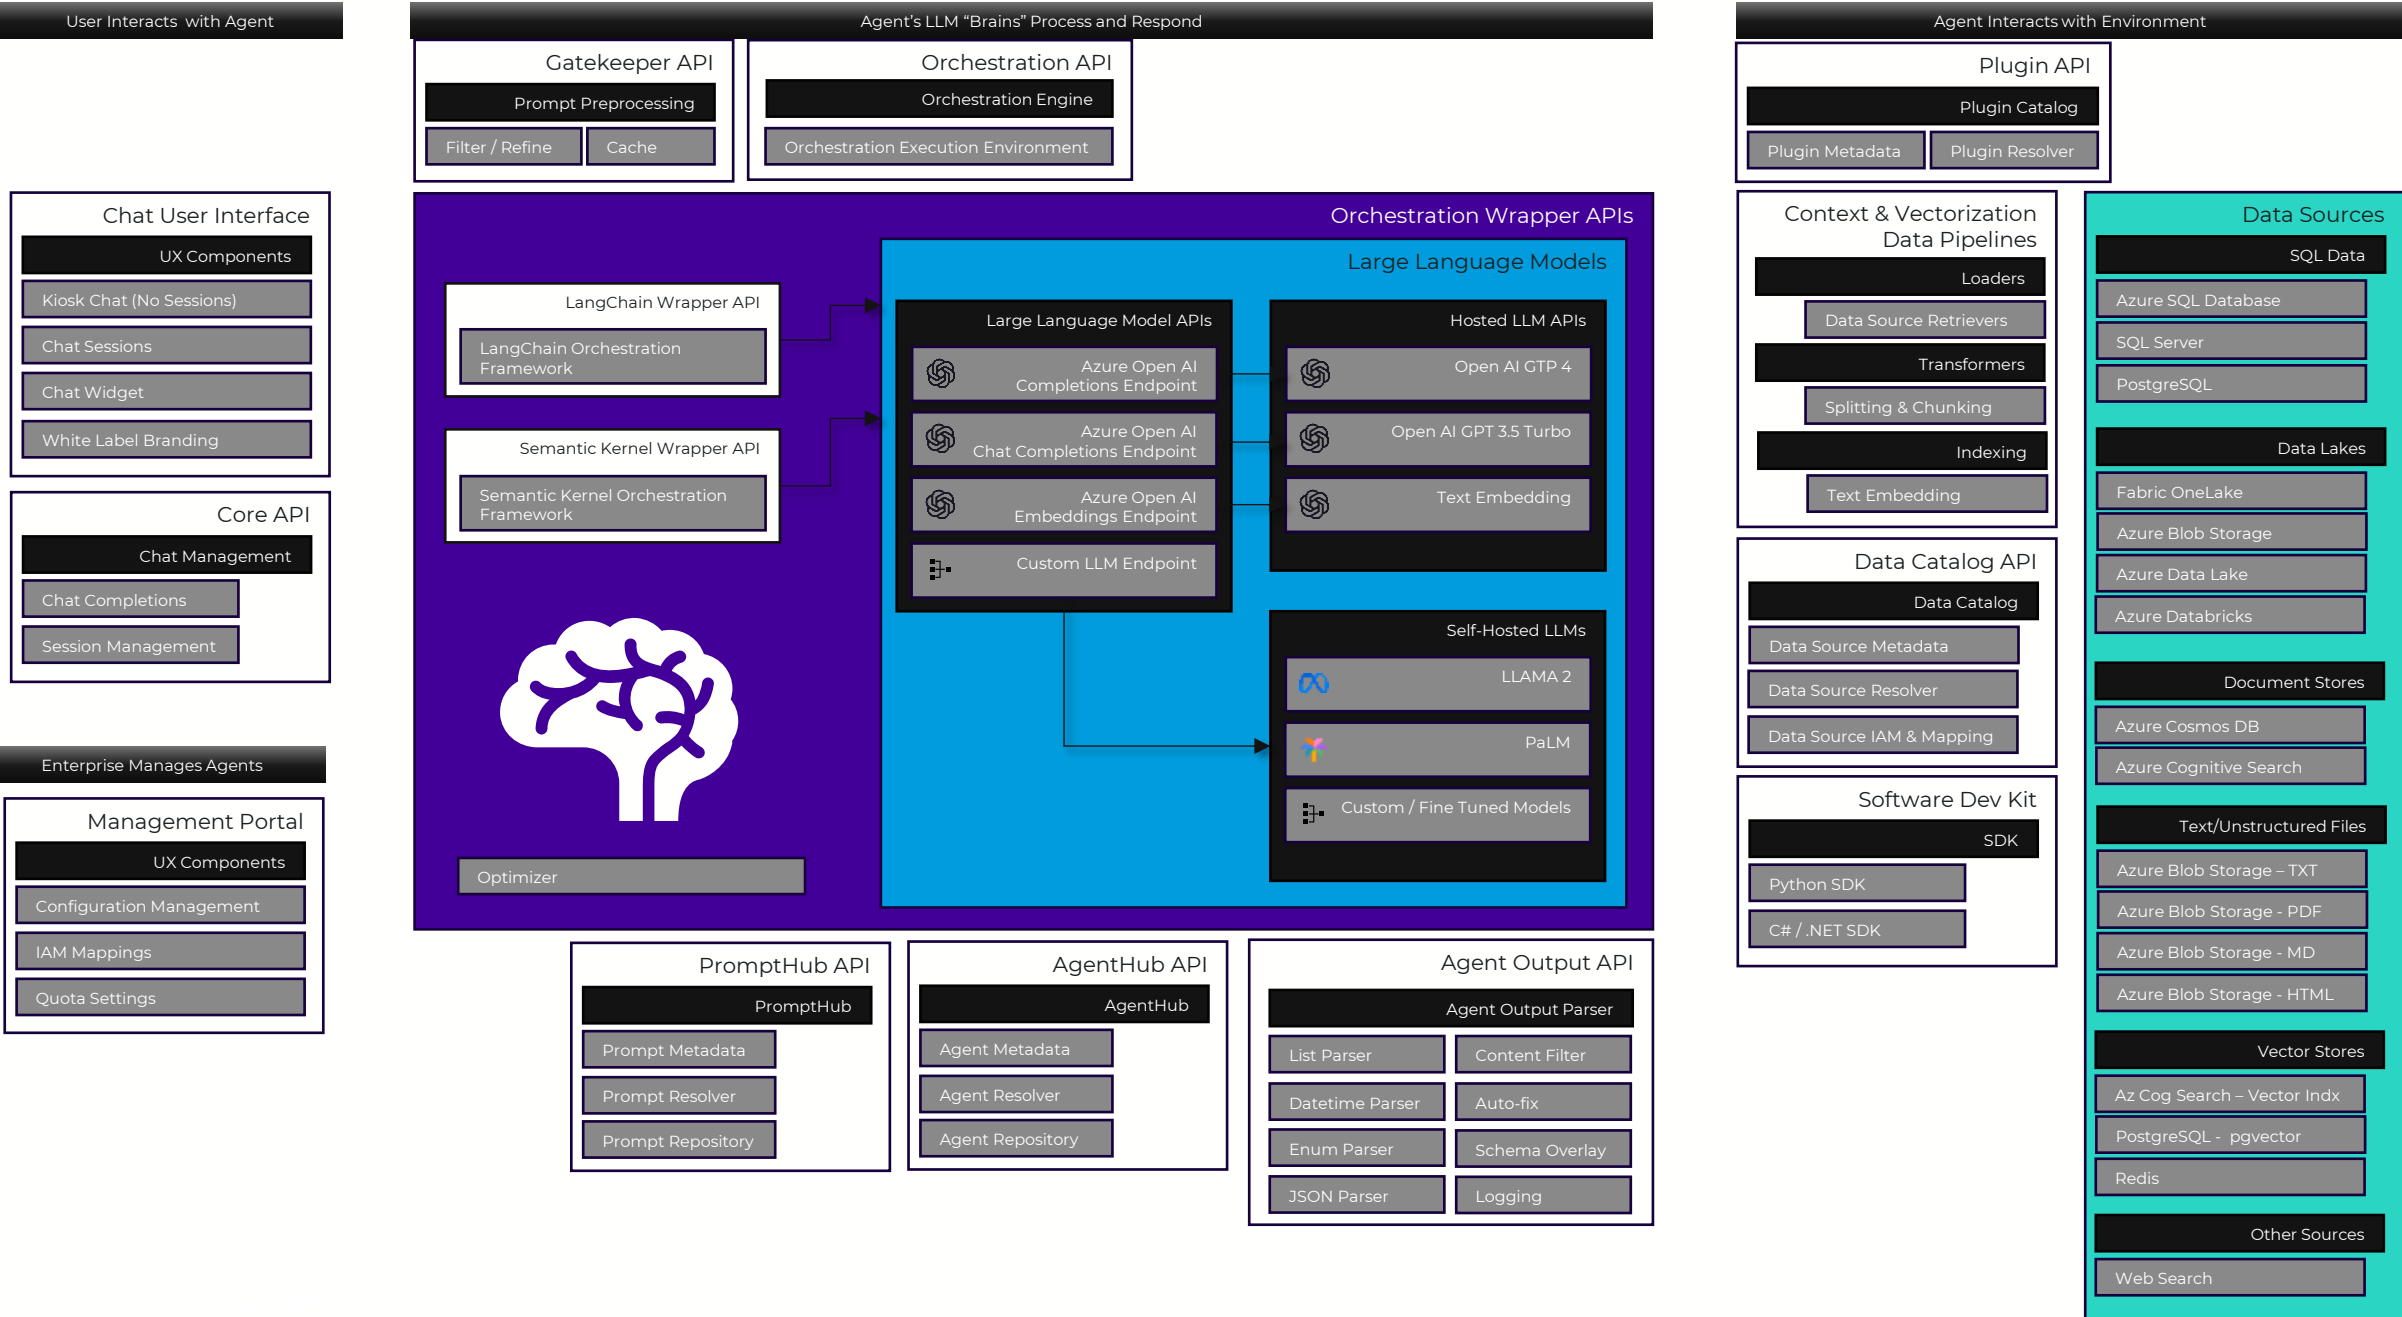 User Interacts  with Agent
Chat User Interface
UX Components
Kiosk Chat (No Sessions)
Chat Sessions
Chat Widget
White Label Branding
Core API
Chat Management
Chat Completions
Session Management
Enterprise Manages Agents
Management Portal
UX Components
Configuration Management
IAM Mappings
Quota Settings
Agent’s LLM “Brains” Process and Respond
Gatekeeper API
Prompt Preprocessing
Filter / Refine
Cache
Orchestration API
Orchestration Engine
Orchestration Execution Environment
Orchestration Wrapper APIs
LangChain Wrapper API
LangChain Orchestration
Framework
Semantic Kernel Wrapper API
Semantic Kernel Orchestration
Framework
Optimizer
Large Language Models
Large Language Model APIs
Azure Open AI
Completions Endpoint
Azure Open AI
Chat Completions Endpoint
Azure Open AI
Embeddings Endpoint
Custom LLM Endpoint
Hosted LLM APIs
Open AI GTP 4
Open AI GPT 3.5 Turbo
Text Embedding
Self-Hosted LLMs
LLAMA 2
PaLM
Custom / Fine Tuned Models
PromptHub API
PromptHub
Prompt Metadata
Prompt Resolver
Prompt Repository
AgentHub API
AgentHub
Agent Metadata
Agent Resolver
Agent Repository
Agent Output API
Agent Output Parser
List Parser
Content Filter
Datetime Parser
Auto-fix
Enum Parser
Schema Overlay
JSON Parser
Logging
Agent Interacts with Environment
Plugin API
Plugin Catalog
Plugin Metadata
Plugin Resolver
Context & Vectorization
Data Pipelines
Loaders
Data Source Retrievers
Transformers
Splitting & Chunking
Indexing
Text Embedding
Data Catalog API
Data Catalog
Data Source Metadata
Data Source Resolver
Data Source IAM & Mapping
Software Dev Kit
SDK
Python SDK
C# / .NET SDK
Data Sources
SQL Data
Azure SQL Database
SQL Server
PostgreSQL
Data Lakes
Fabric OneLake
Azure Blob Storage
Azure Data Lake
Azure Databricks
Document Stores
Azure Cosmos DB
Azure Cognitive Search
Text/Unstructured Files
Azure Blob Storage – TXT
Azure Blob Storage - PDF
Azure Blob Storage - MD
Azure Blob Storage - HTML
Vector Stores
Az Cog Search – Vector Indx
PostgreSQL -  pgvector
Redis
Other Sources
Web Search